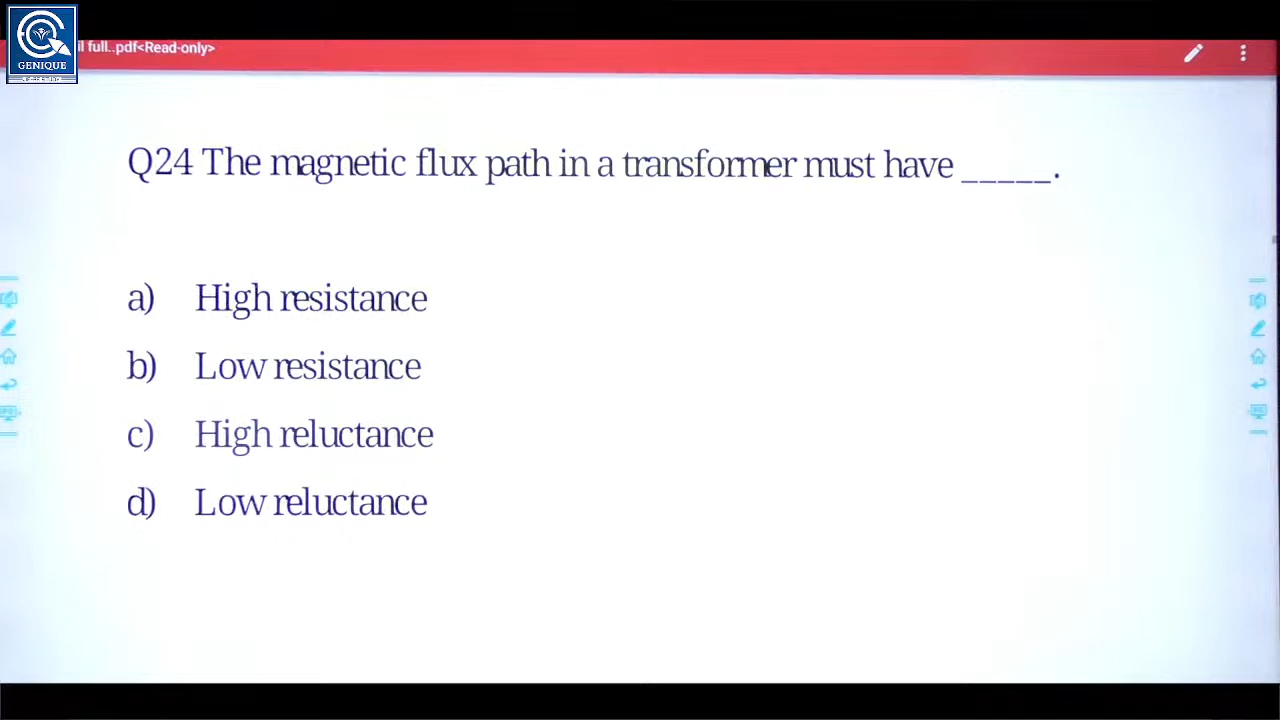 GENIQUE
il full..pdf<Read-only>
Q24 The magnetic flux path in a transformer must have _____.
a) High resistance
b) Low resistance
c) High reluctance
d) Low reluctance